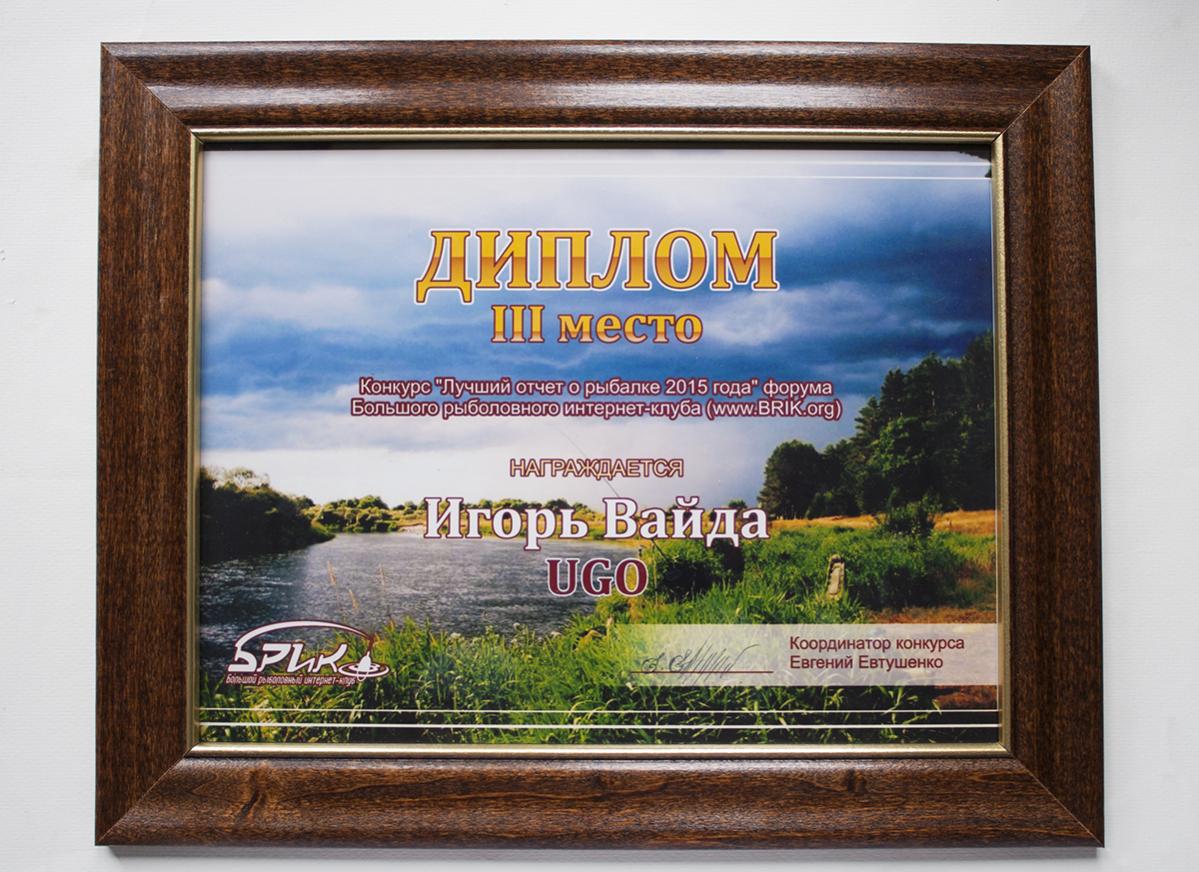 ДИПЛОМ
III место
Конкурс "Лучший отчет о рыбалке 2015 года" форума
Большого рыболовного интернет-клуба (www.BRIK.org)
НАГРАЖДАЕТСЯ
Игорь Вайда
UGO
БРИК
Большой рыболовный интернет-клуб
Координатор конкурса
Евгений Евтушенко